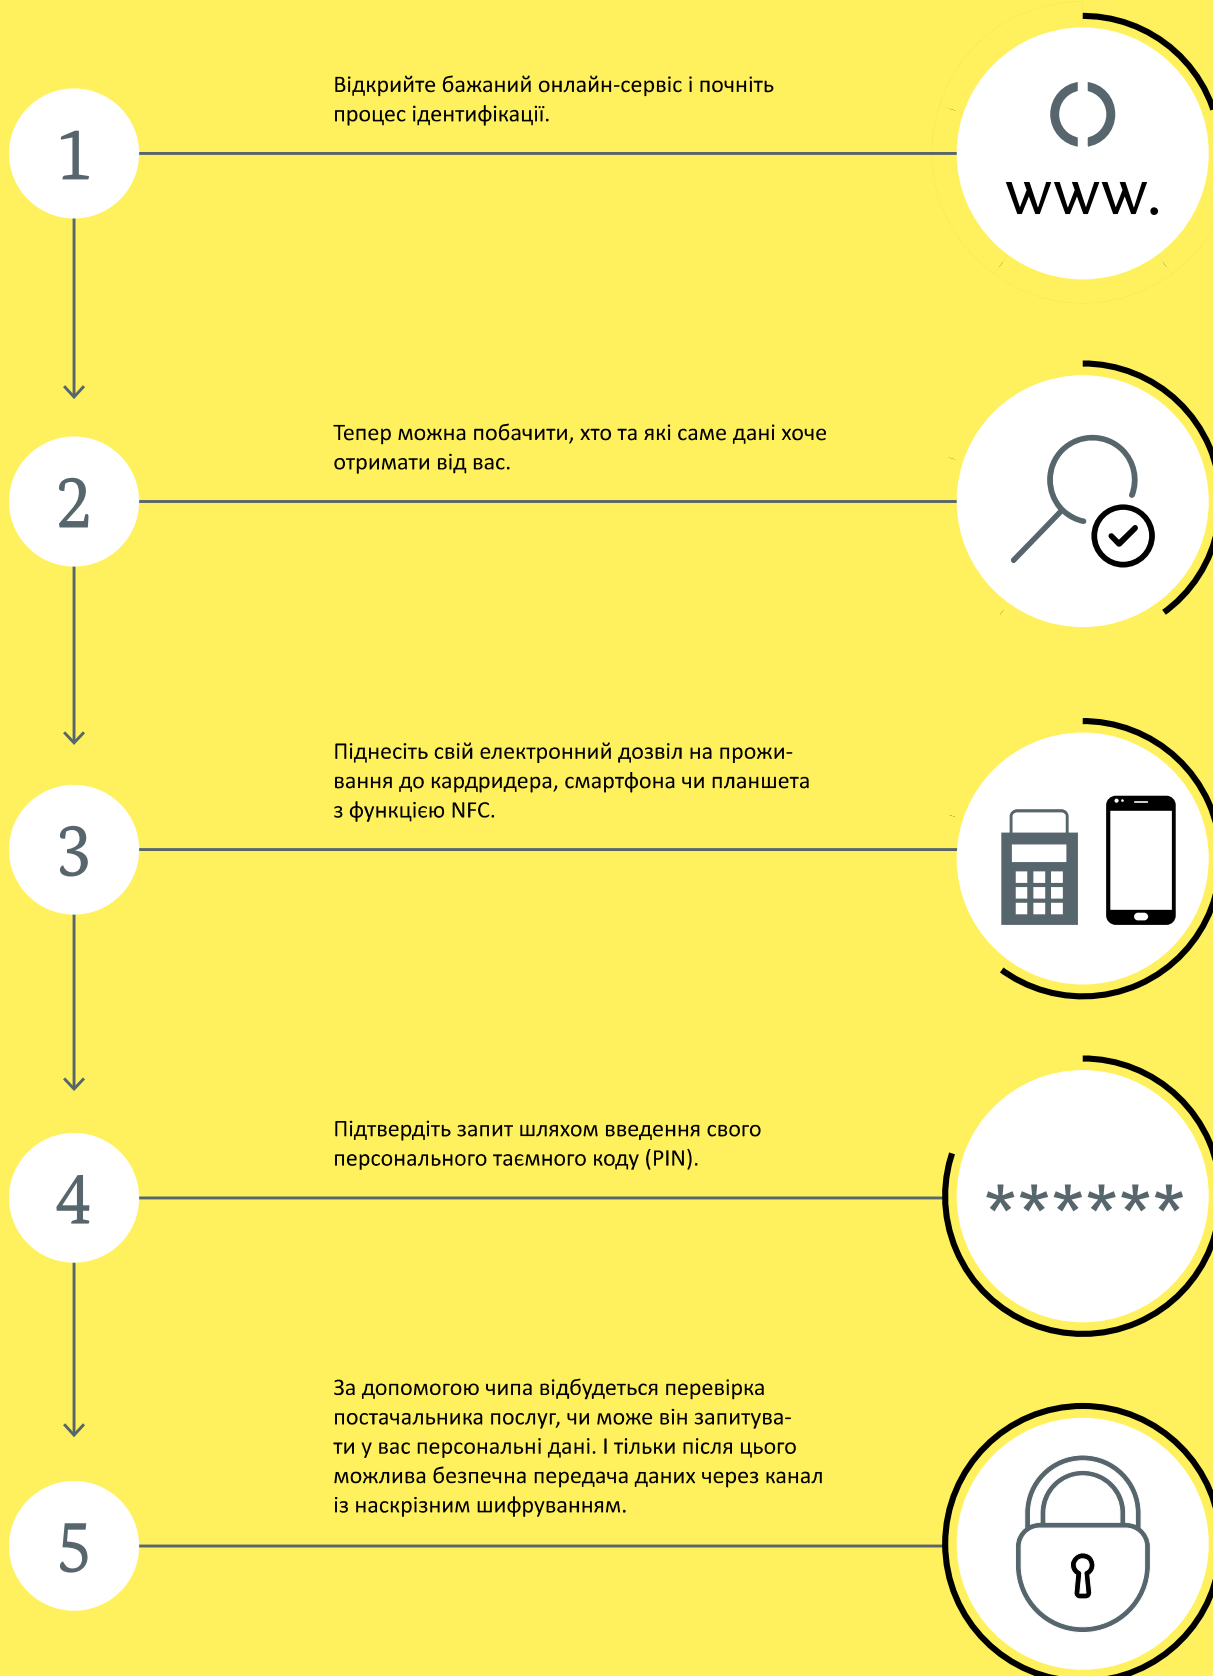 1
Відкрийте бажаний онлайн-сервіс і почніть
процес ідентифікації.
www.
2
Тепер можна побачити, хто та які саме дані хоче
отримати від вас.
3
Піднесіть свій електронний дозвіл на прожи-
вання до кардридера, смартфона чи планшета
з функцією NFC.
4
Підтвердіть запит шляхом введення свого
персонального таємного коду (PIN).
******
5
За допомогою чипа відбудеться перевірка
постачальника послуг, чи може він запитува-
ти у вас персональні дані. І тільки після цього
можлива безпечна передача даних через канал
із наскрізним шифруванням.